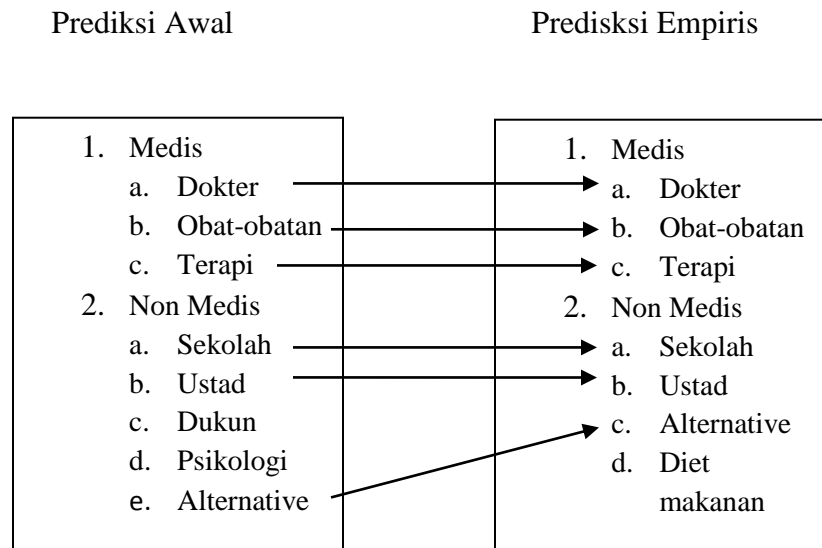 Prediksi Awal
Predisksi Empiris
1. Medis
a. Dokter
b. Obat-obatan
c. Terapi
2. Non Medis
a. Sekolah
b. Ustad
c. Dukun
d. Psikologi
e. Alternative
1. Medis
a. Dokter
b. Obat-obatan
c. Terapi
2. Non Medis
a. Sekolah
b. Ustad
c. Alternative
d. Diet
makanan